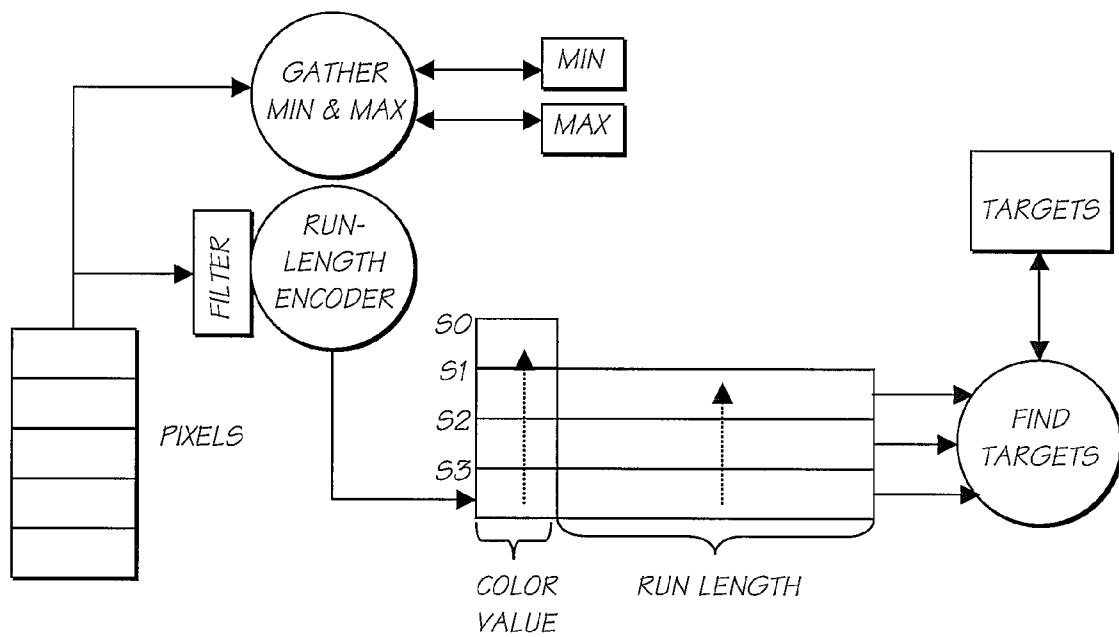 GATHER
MIN & MAX
MIN
MAX
TARGETS
FILTER
RUN-
LENGTH
ENCODER
S0
S1
S2
S3
PIXELS
FIND
TARGETS
COLOR
VALUE
RUN LENGTH